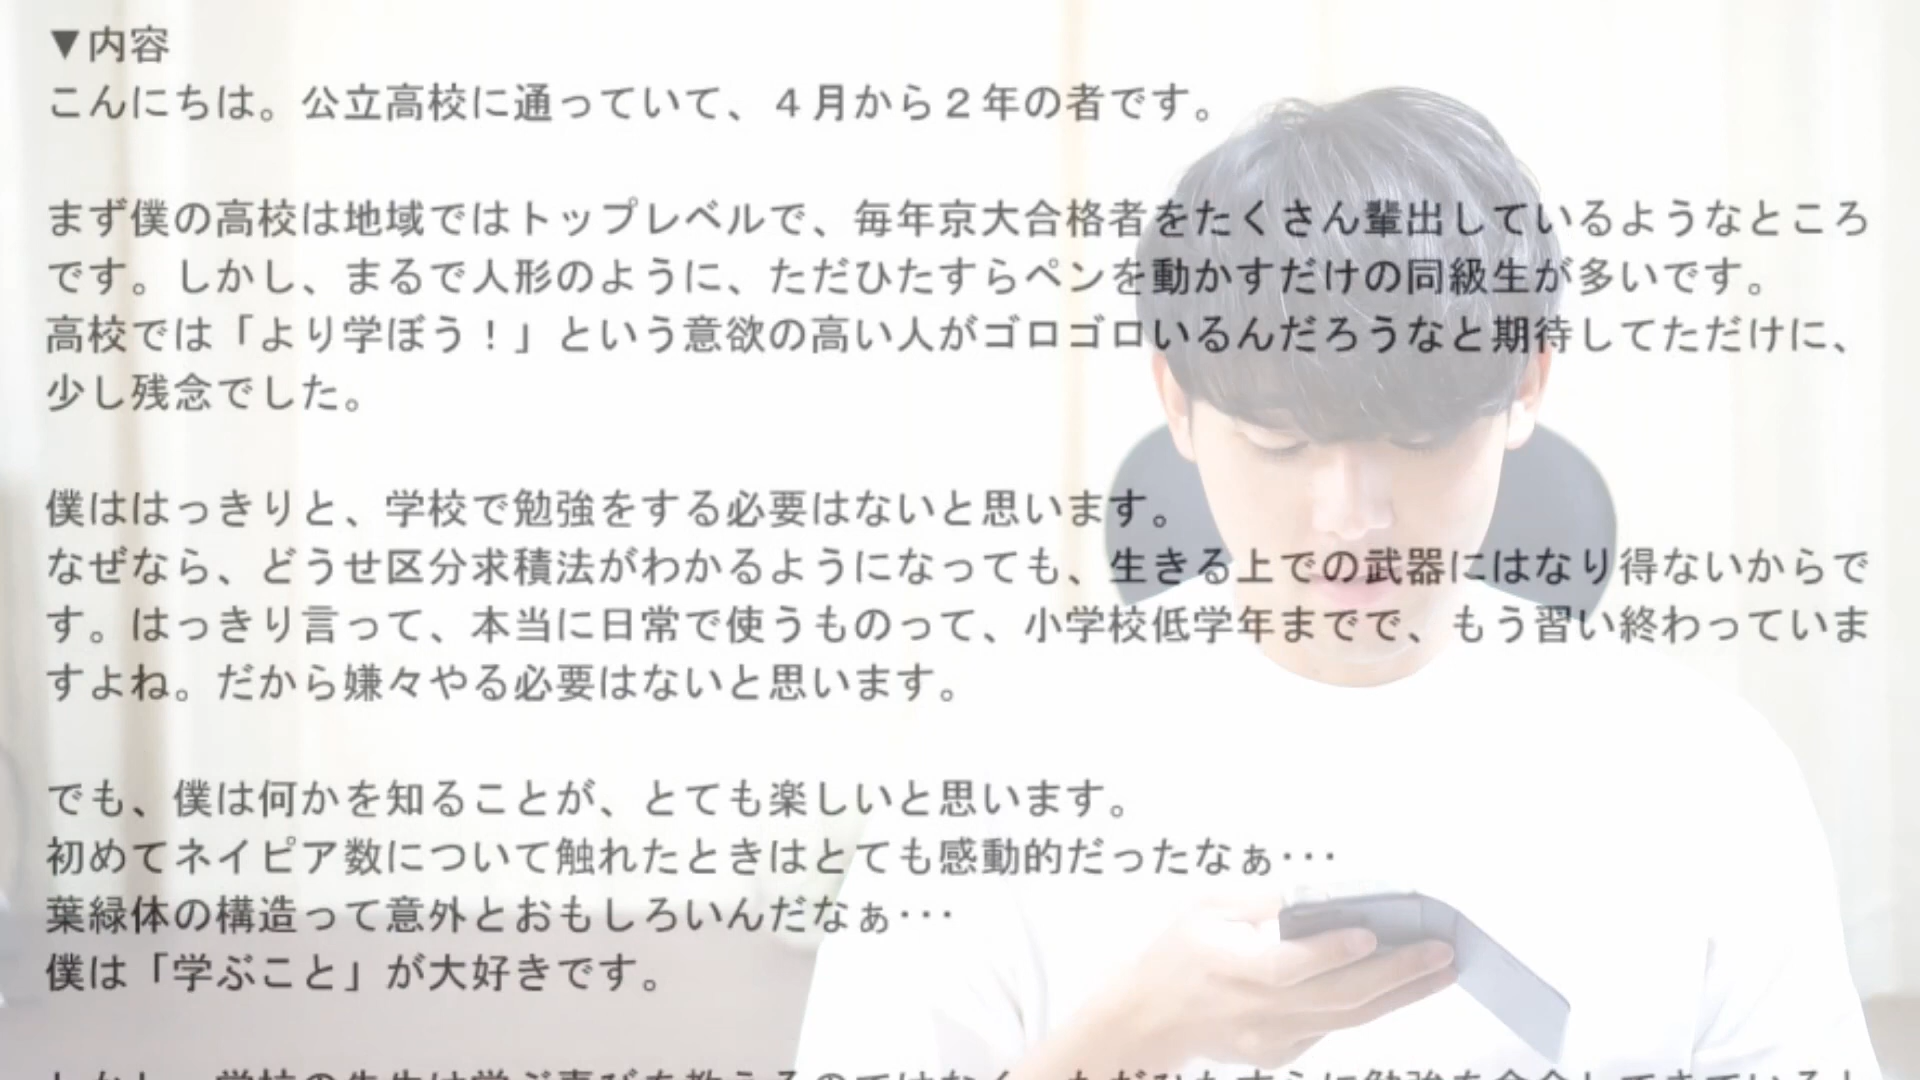 ▼内容
こんにちは。公立高校に通っていて、４月から２年の者です。
まず僕の高校は地域ではトップレベルで、毎年京大合格者をたくさん輩出しているようなところ
です。しかし、まるで人形のように、ただひたすらペンを動かすだけの同級生が多いです。
高校では「より学ぼう！」という意欲の高い人がゴロゴロいるんだろうなと期待してただけに、
少し残念でした。
僕ははっきりと、学校で勉強をする必要はないと思います。
なぜなら、どうせ区分求積法がわかるようになっても、生きる上での武器にはなり得ないからで
す。はっきり言って、本当に日常で使うものって、小学校低学年までで、もう習い終わっていま
すよね。だから嫌々やる必要はないと思います。
でも、僕は何かを知ることが、とても楽しいと思います。
初めてネイピア数について触れたときはとても感動的だったなぁ･･･
葉緑体の構造って意外とおもしろいんだなぁ･･･
僕は「学ぶこと」が大好きです。